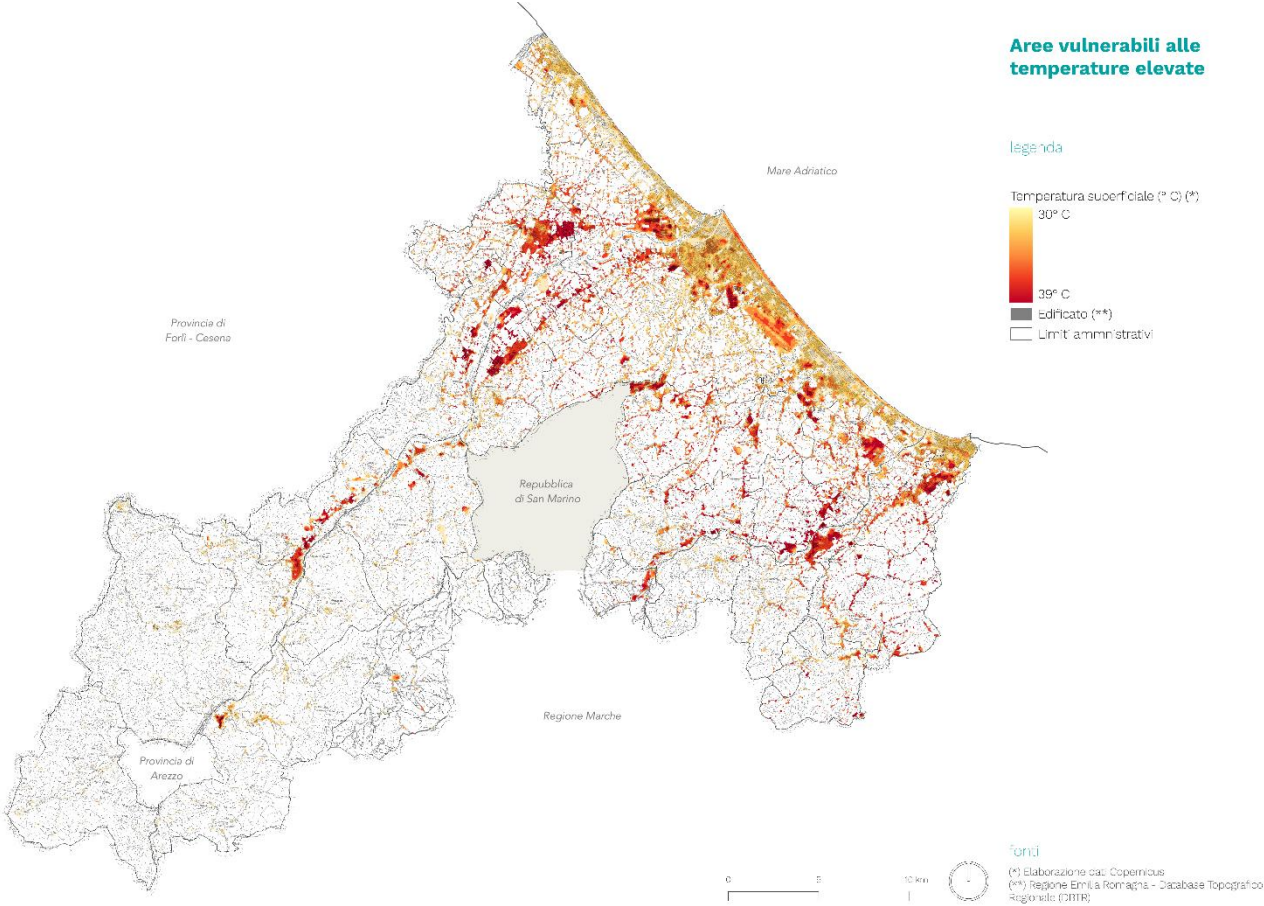 Aree vulnerabili alle
temperature elevate
legenda
Mare Adriatico
Temperatura superficiale (° C) (*)
30° C
39° C
Edificato (**)
Limiti ammnistrativi
Provincia di
Forlì - Cesena
Repubblica
di San Marino
Regione Marche
Provincia di
Arezzo
0
5
10 km
fonti
(*) Elaborazione dati Copernicus
(**) Regione Emilia Romagna - Database Topografico
Regionale (DBTR)